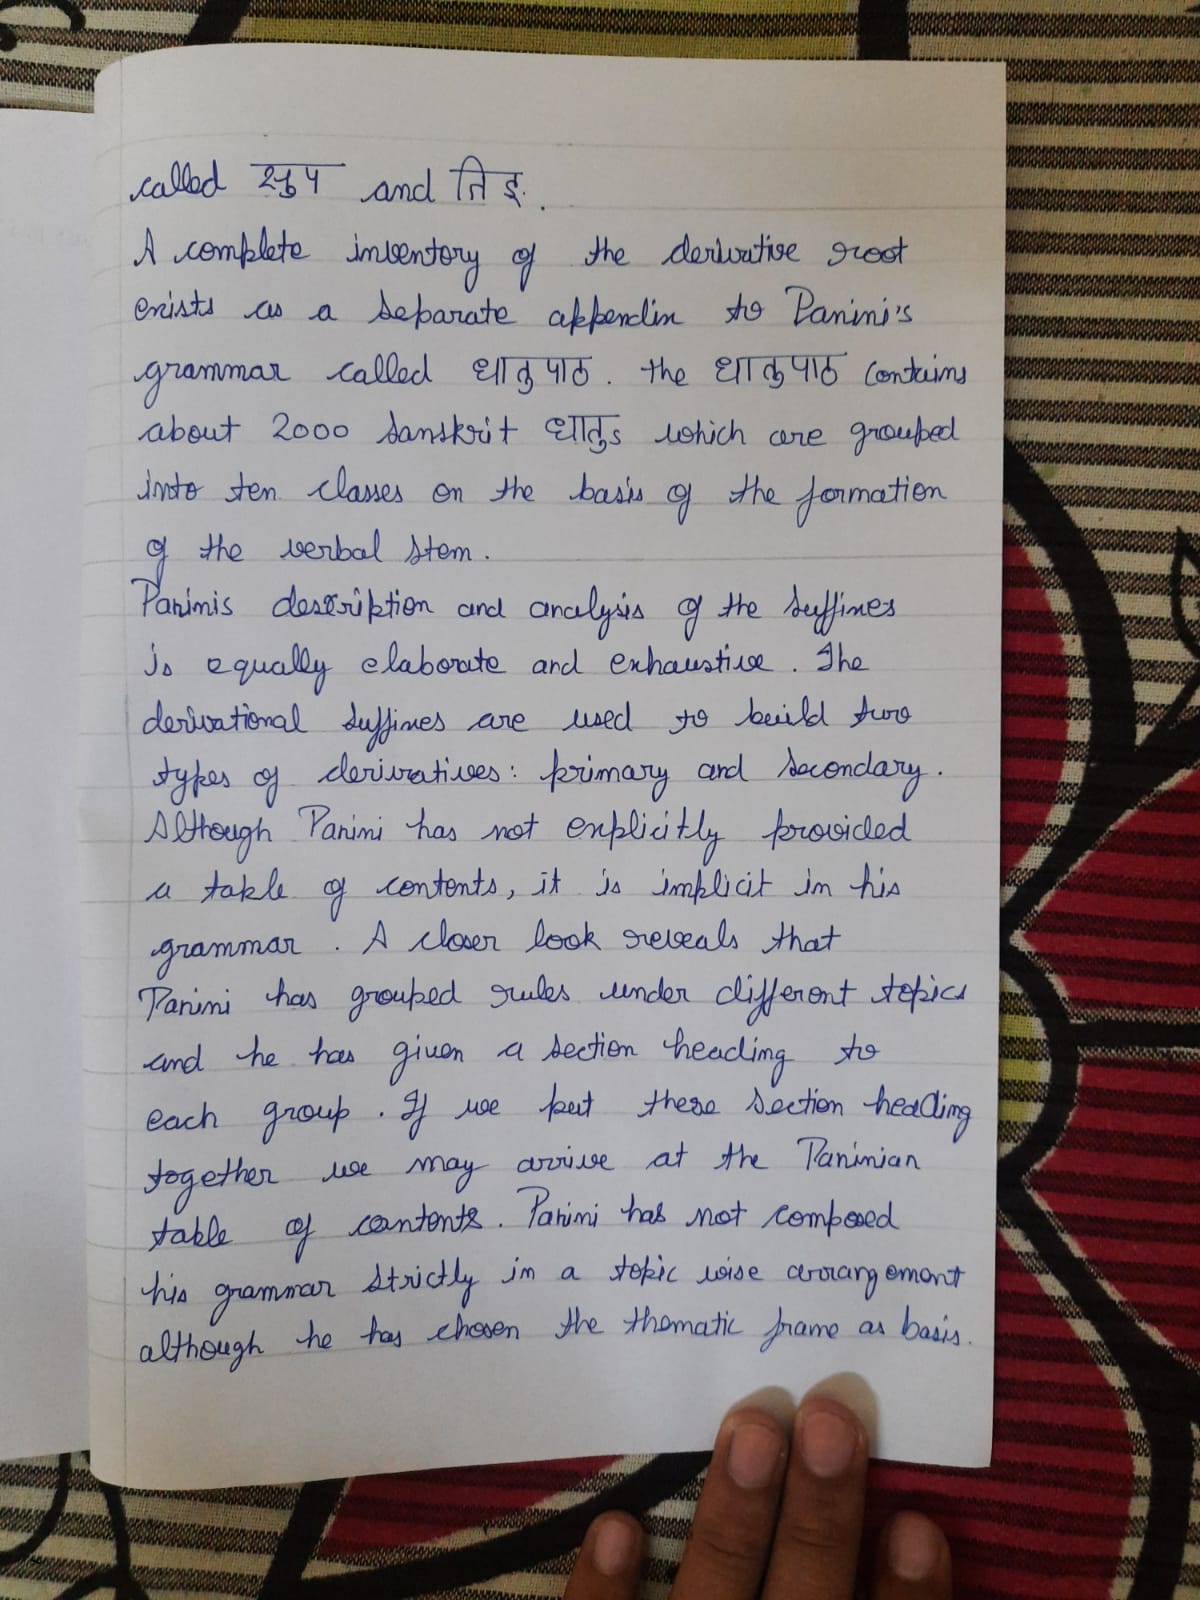 called सुप and तिङ.
A complete inventory of the derivative root
exists as a separate appendix to Panini's
grammar called धातुपाठ. the धातुपाठ contains
about 2000 Sanskrit धातुs which are grouped
into ten classes on the basis of the formation
of the verbal stem.
Paninis description and analysis of the suffixes
is equally elaborate and exhaustive. The
derivational suffixes are used to build two
types of derivatives: primary and secondary.
Although Panini has not explicitly provided
a table of contents, it is implicit in his
grammar. A closer look reveals that
Panini has grouped rules under different topics
and he has given a section heading to
each group. If we put these section heading
together we may arrive at the Paninian
table of contents. Panini has not composed
his grammar strictly in a topic wise arrangement
although he has chosen the thematic frame as basis.